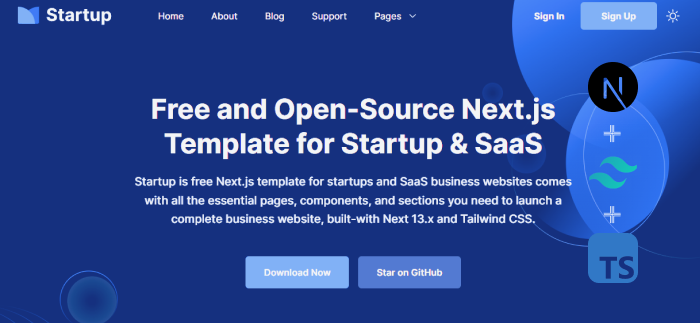 Startup
Home
About
Blog
Support
Pages
Sign In
Sign Up
Free and Open-Source Next.js
Template for Startup & SaaS
Startup is free Next.js template for startups and SaaS business websites comes
with all the essential pages, components, and sections you need to launch a
complete business website, built-with Next 13.x and Tailwind CSS.
Download Now
Star on GitHub
N
TS